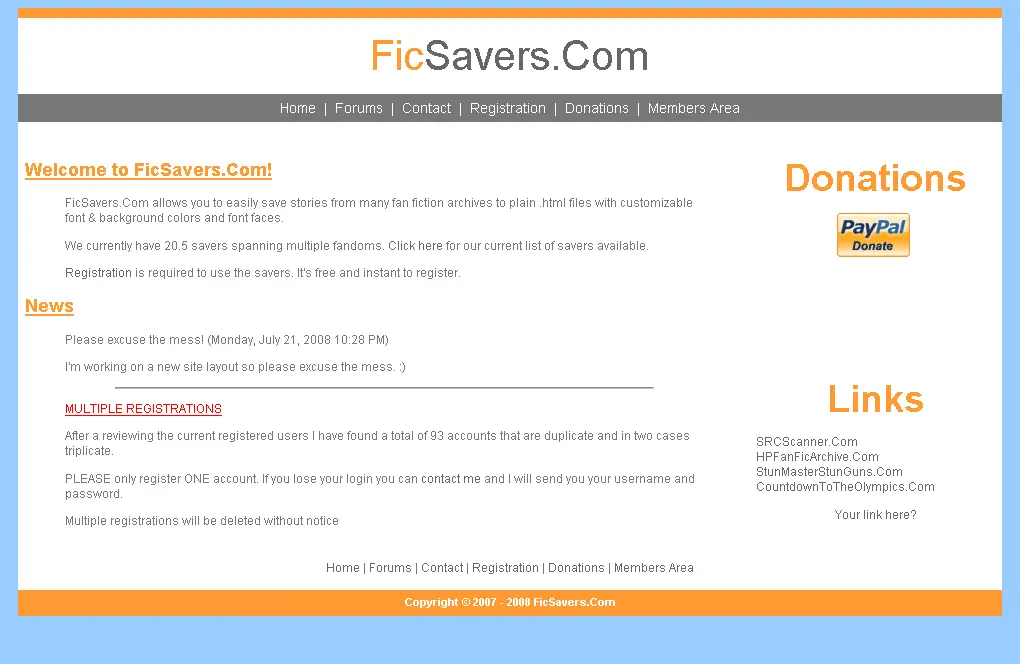 FicSavers.Com
Home | Forums | Contact | Registration | Donations | Members Area
Welcome to FicSavers.Com!
FicSavers.Com allows you to easily save stories from many fan fiction archives to plain .html files with customizable
font & background colors and font faces.
We currently have 20.5 savers spanning multiple fandoms. Click here for our current list of savers available.
Registration is required to use the savers. It's free and instant to register.
News
Please excuse the mess! (Monday, July 21, 2008 10:28 PM)
I'm working on a new site layout so please excuse the mess. :)
MULTIPLE REGISTRATIONS
After a reviewing the current registered users I have found a total of 93 accounts that are duplicate and in two cases
triplicate.
PLEASE only register ONE account. If you lose your login you can contact me and I will send you your username and
password.
Multiple registrations will be deleted without notice
Donations
PayPal
Donate
Links
SRCScanner.Com
HPFanFicArchive.Com
StunMasterStunGuns.Com
CountdownToTheOlympics.Com
Your link here?
Home | Forums | Contact | Registration | Donations | Members Area
Copyright © 2007 - 2008 FicSavers.Com